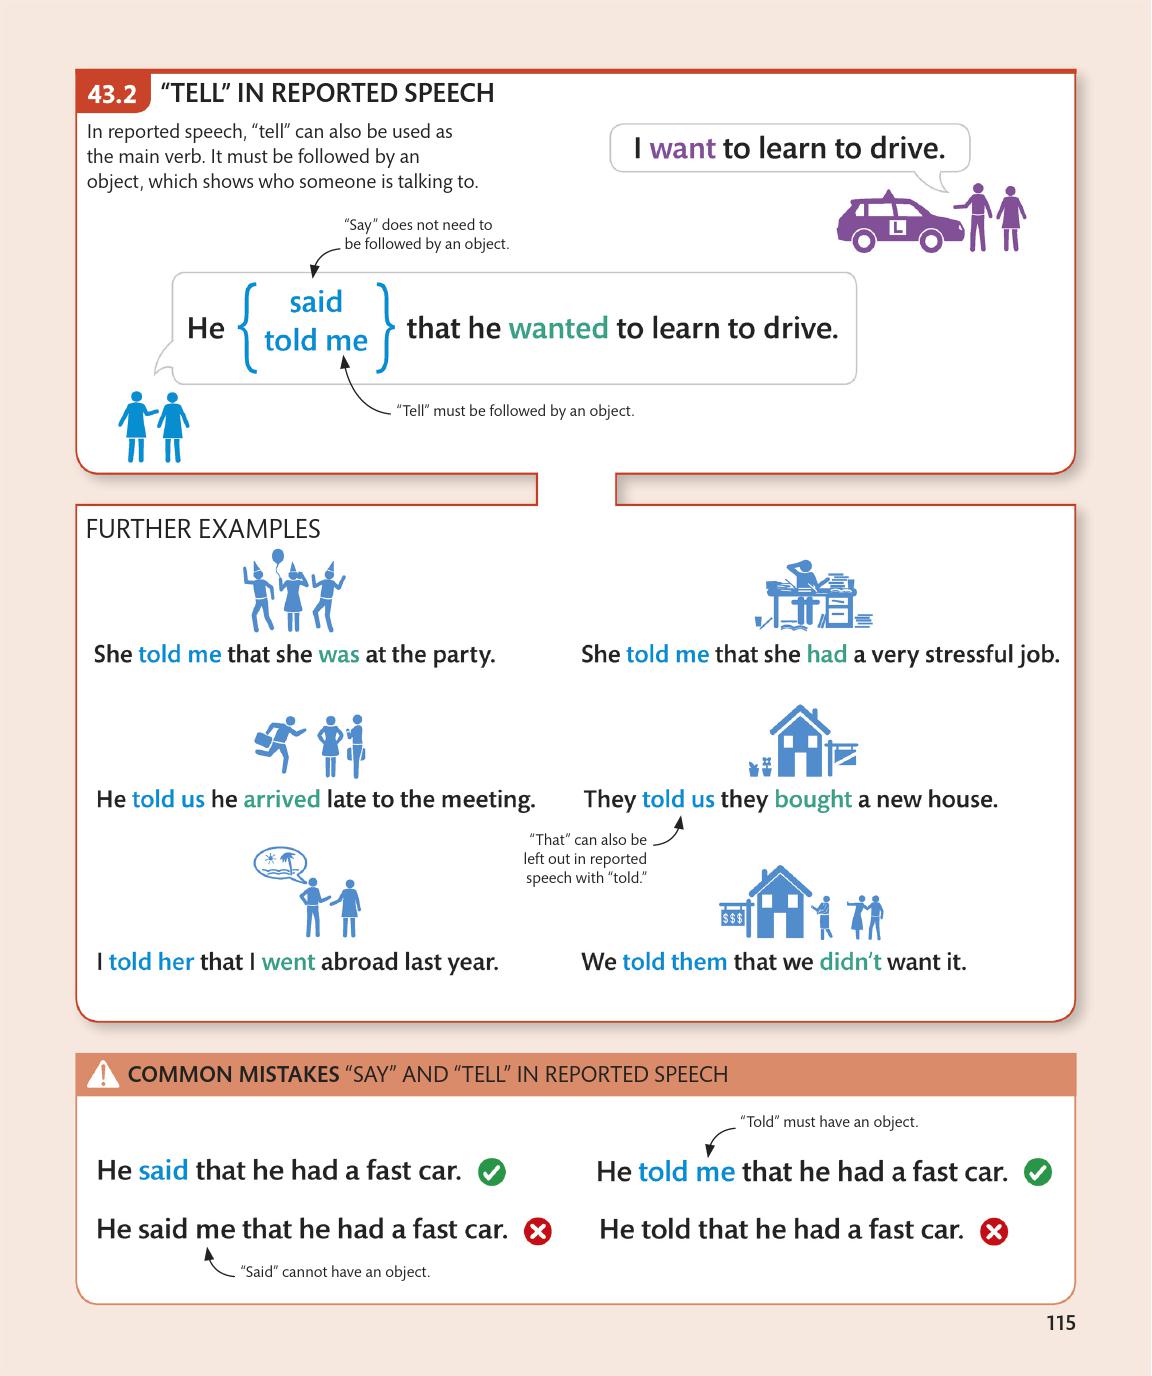 43.2 “TELL” IN REPORTED SPEECH
In reported speech, “tell” can also be used as
the main verb. It must be followed by an
object, which shows who someone is talking to.
I want to learn to drive.
L
“Say” does not need to
be followed by an object.
He { said
told me } that he wanted to learn to drive.
“Tell” must be followed by an object.
FURTHER EXAMPLES
She told me that she was at the party.
She told me that she had a very stressful job.
He told us he arrived late to the meeting.
They told us they bought a new house.
“That” can also be
left out in reported
speech with “told.”
$$$
I told her that I went abroad last year.
We told them that we didn’t want it.
COMMON MISTAKES “SAY” AND “TELL” IN REPORTED SPEECH
He said that he had a fast car.
He said me that he had a fast car.
“Said” cannot have an object.
“Told” must have an object.
He told me that he had a fast car.
He told that he had a fast car.
115